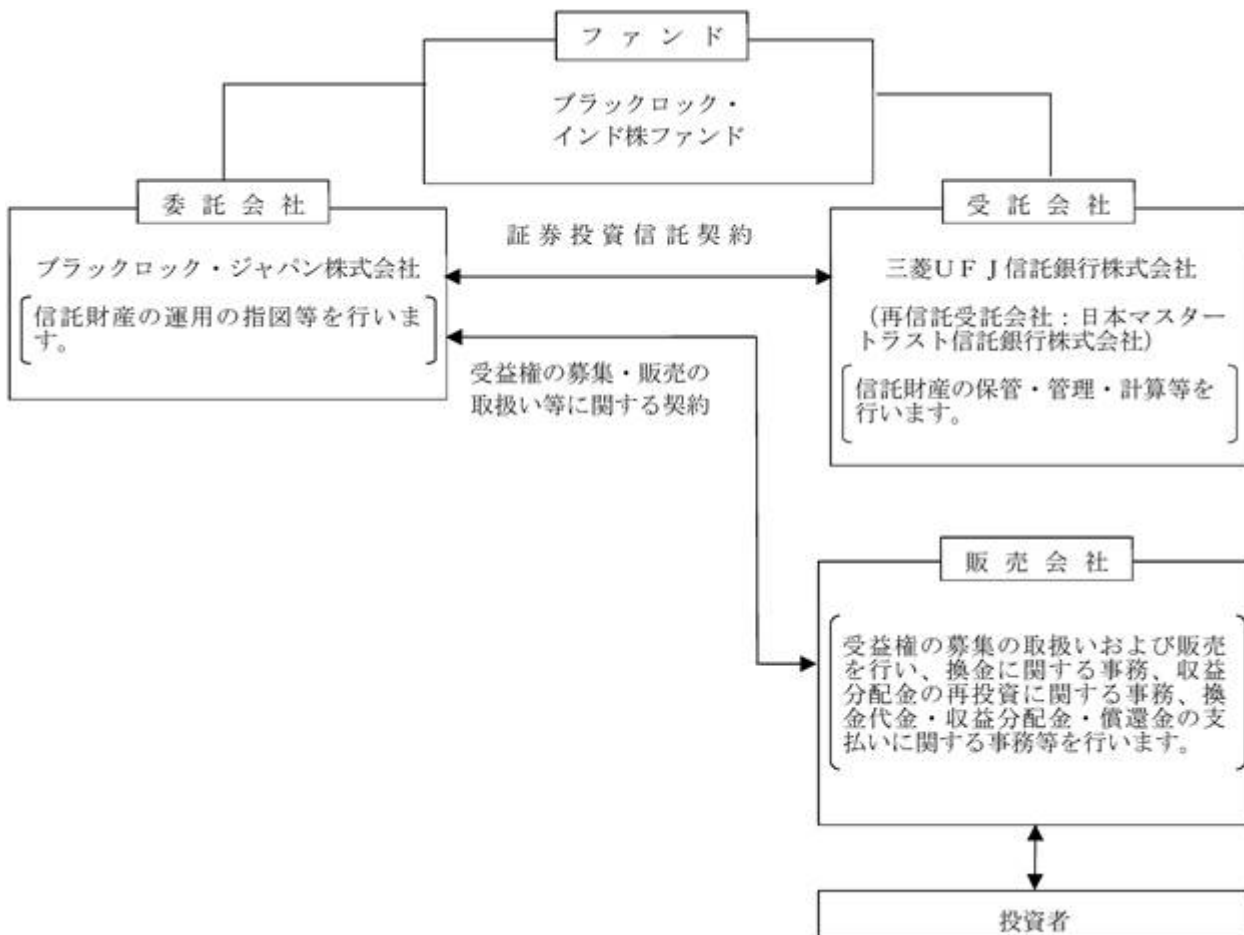 ファンド
ブラックロック・
インド株ファンド
委託会社
ブラックロック・ジャパン株式会社
信託財産の運用の指図等を行いま
す。
証券投資信託契約
受益権の募集・販売の
取扱い等に関する契約
受託会社
三菱UFJ信託銀行株式会社
(再信託受託会社:日本マスター
トラスト信託銀行株式会社)
信託財産の保管・管理・計算等を
行います。
販売会社
受益権の募集の取扱いおよび販売
を行い、換金に関する事務、収益
分配金の再投資に関する事務、換
金代金・収益分配金・償還金の支
払いに関する事務等を行います。
投資者